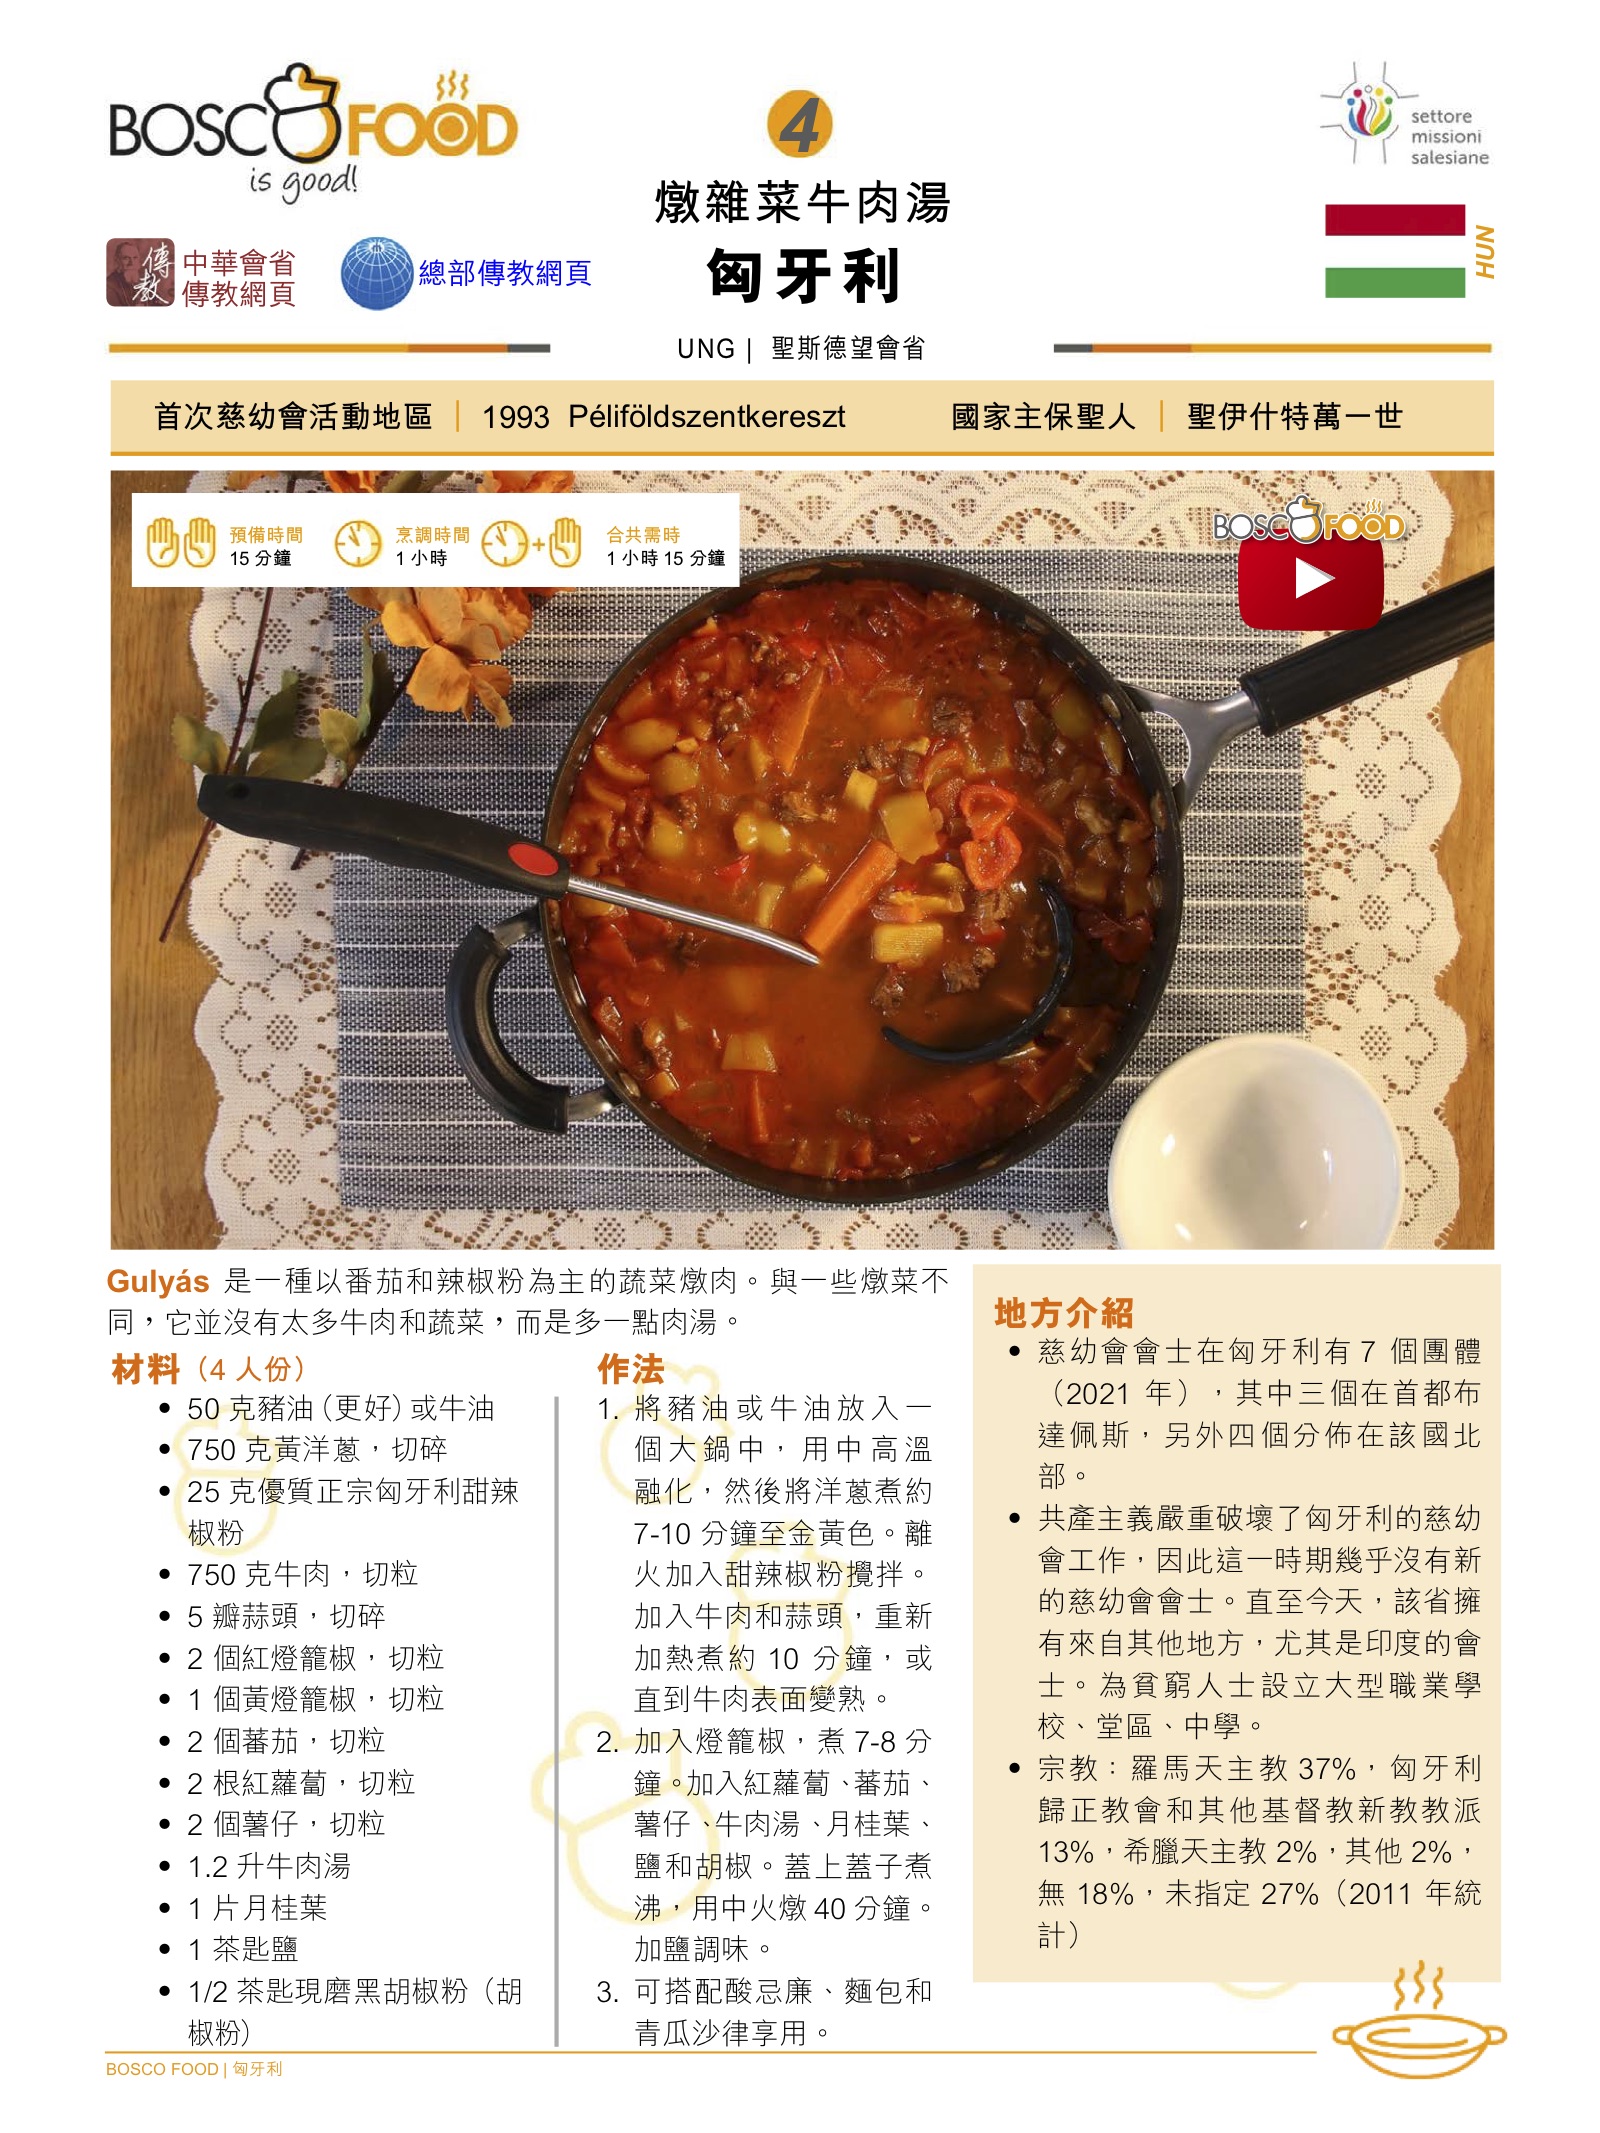 BOSCO FOOD
is good!
4
settore
missioni
salesiane
燉雜菜牛肉湯
匈牙利
HUN
傳教
中華會省
傳教網頁
總部傳教網頁
UNG | 聖斯德望會省
首次慈幼會活動地區 | 1993 Péliföldszentkereszt 國家主保聖人 | 聖伊什特萬一世
預備時間
15 分鐘
烹調時間
1 小時
+
合共需時
1 小時 15 分鐘
BOSCO FOOD
Gulyás 是一種以番茄和辣椒粉為主的蔬菜燉肉。與一些燉菜不
同，它並沒有太多牛肉和蔬菜，而是多一點肉湯。
材料（4 人份）
• 50 克豬油（更好）或牛油
• 750 克黃洋蔥，切碎
• 25 克優質正宗匈牙利甜辣
椒粉
• 750 克牛肉，切粒
• 5 瓣蒜頭，切碎
• 2 個紅燈籠椒，切粒
• 1 個黃燈籠椒，切粒
• 2 個蕃茄，切粒
• 2 根紅蘿蔔，切粒
• 2 個薯仔，切粒
• 1.2 升牛肉湯
• 1 片月桂葉
• 1 茶匙鹽
• 1/2 茶匙現磨黑胡椒粉（胡
椒粉）
作法
1. 將豬油或牛油放入一
個大鍋中，用中高溫
融化，然後將洋蔥煮約
7-10 分鐘至金黃色。離
火加入甜辣椒粉攪拌。
加入牛肉和蒜頭，重新
加熱煮約 10 分鐘，或
直到牛肉表面變熟。
2. 加入燈籠椒，煮 7-8 分
鐘。加入紅蘿蔔、蕃茄、
薯仔、牛肉湯、月桂葉、
鹽和胡椒。蓋上蓋子煮
沸，用中火燉 40 分鐘。
加鹽調味。
3. 可搭配酸忌廉、麵包和
青瓜沙律享用。
地方介紹
• 慈幼會會士在匈牙利有 7 個團體
（2021 年），其中三個在首都布
達佩斯，另外四個分佈在該國北
部。
• 共產主義嚴重破壞了匈牙利的慈幼
會工作，因此這一時期幾乎沒有新
的慈幼會會士。直至今天，該省擁
有來自其他地方，尤其是印度的會
士。為貧窮人士設立大型職業學
校、堂區、中學。
• 宗教：羅馬天主教 37%，匈牙利
歸正教會和其他基督教新教教派
13%，希臘天主教 2%，其他 2%，
無 18%，未指定 27%（2011 年統
計）
BOSCO FOOD | 匈牙利